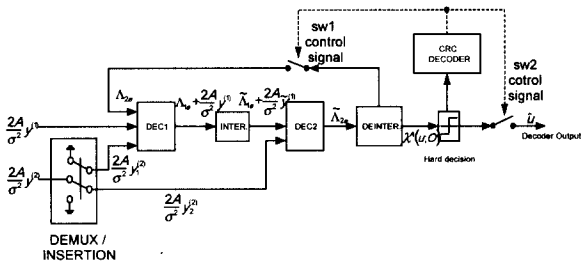 sw1
control
signal
CRC
DECODER
sw2
cotrol
signal
Λ₂ₑ
Λ₁ₑ + 2A/σ² y⁽¹⁾
Λ̃₁ₑ + 2A/σ² ỹ⁽¹⁾
Λ̃₂ₑ
2A/σ² y⁽¹⁾
DEC1
INTER.
DEC2
DEINTER.
û
Decoder Output
Hard decision
2A/σ² y⁽²⁾
2A/σ² y₁⁽²⁾
2A/σ² y₂⁽²⁾
DEMUX /
INSERTION